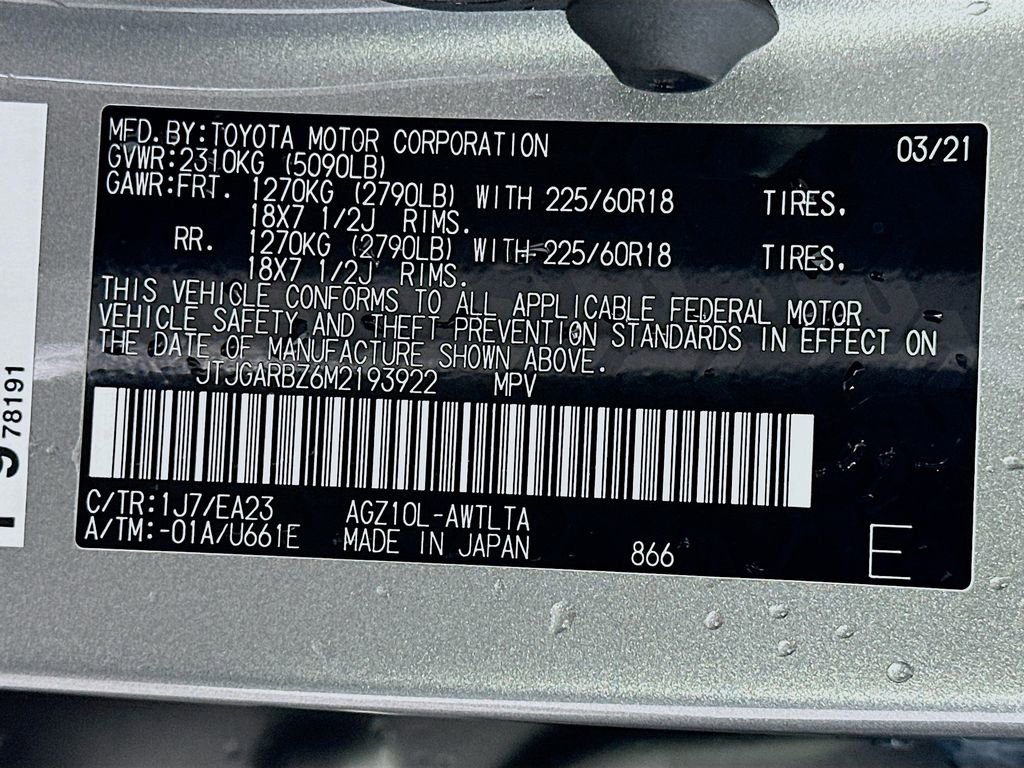 MFD. BY: TOYOTA MOTOR CORPORATION 03/21
GVWR: 2310KG (5090LB)
GAWR: FRT. 1270KG (2790LB) WITH 225/60R18 TIRES.
18X7 1/2J RIMS.
RR. 1270KG (2790LB) WITH 225/60R18 TIRES.
18X7 1/2J RIMS.
THIS VEHICLE CONFORMS TO ALL APPLICABLE FEDERAL MOTOR
VEHICLE SAFETY AND THEFT PREVENTION STANDARDS IN EFFECT ON
THE DATE OF MANUFACTURE SHOWN ABOVE.
JTJGARBZ6M2193922 MPV
C/TR: 1J7/EA23 AGZ10L-AWTLTA
A/TM: -01A/U661E MADE IN JAPAN 866 E
78191